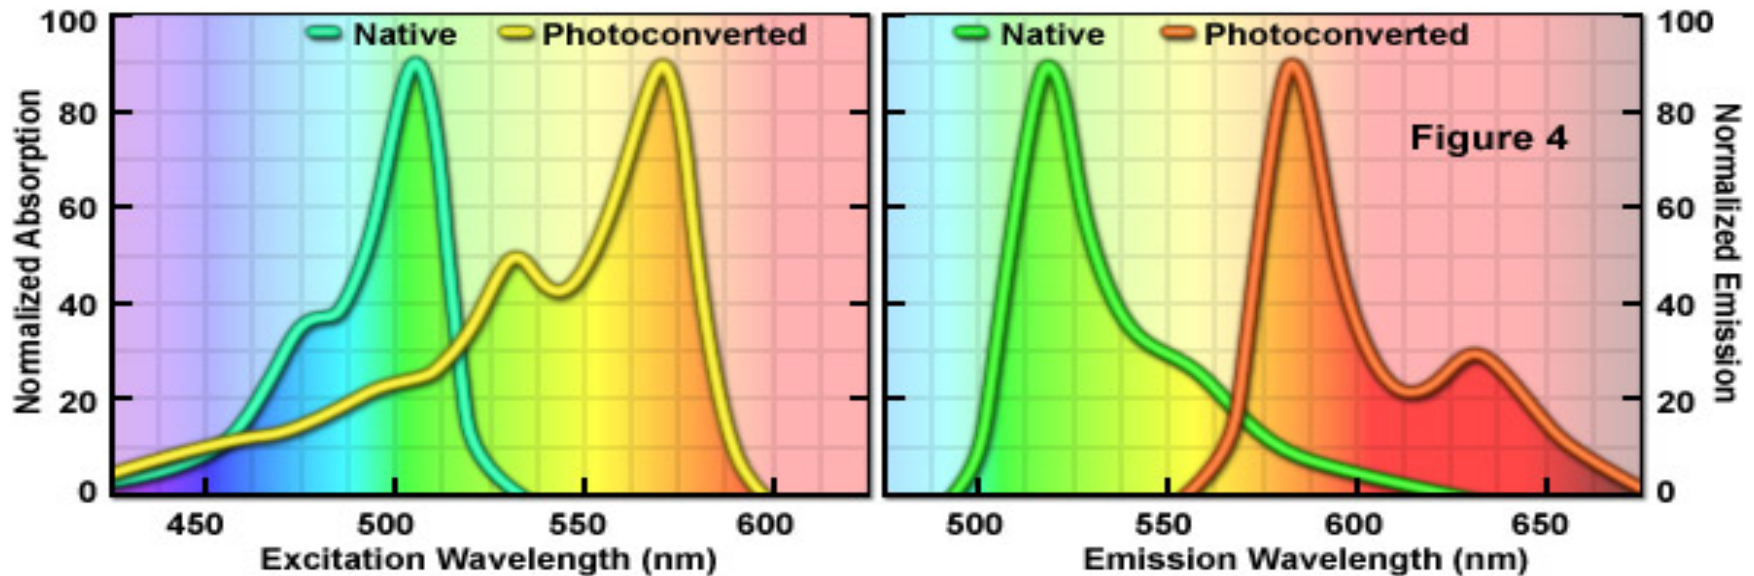 Native Photoconverted
100
80
60
40
20
0
Normalized Absorption
450 500 550 600
Excitation Wavelength (nm)
Native Photoconverted
Figure 4
100
80
60
40
20
0
Normalized Emission
500 550 600 650
Emission Wavelength (nm)